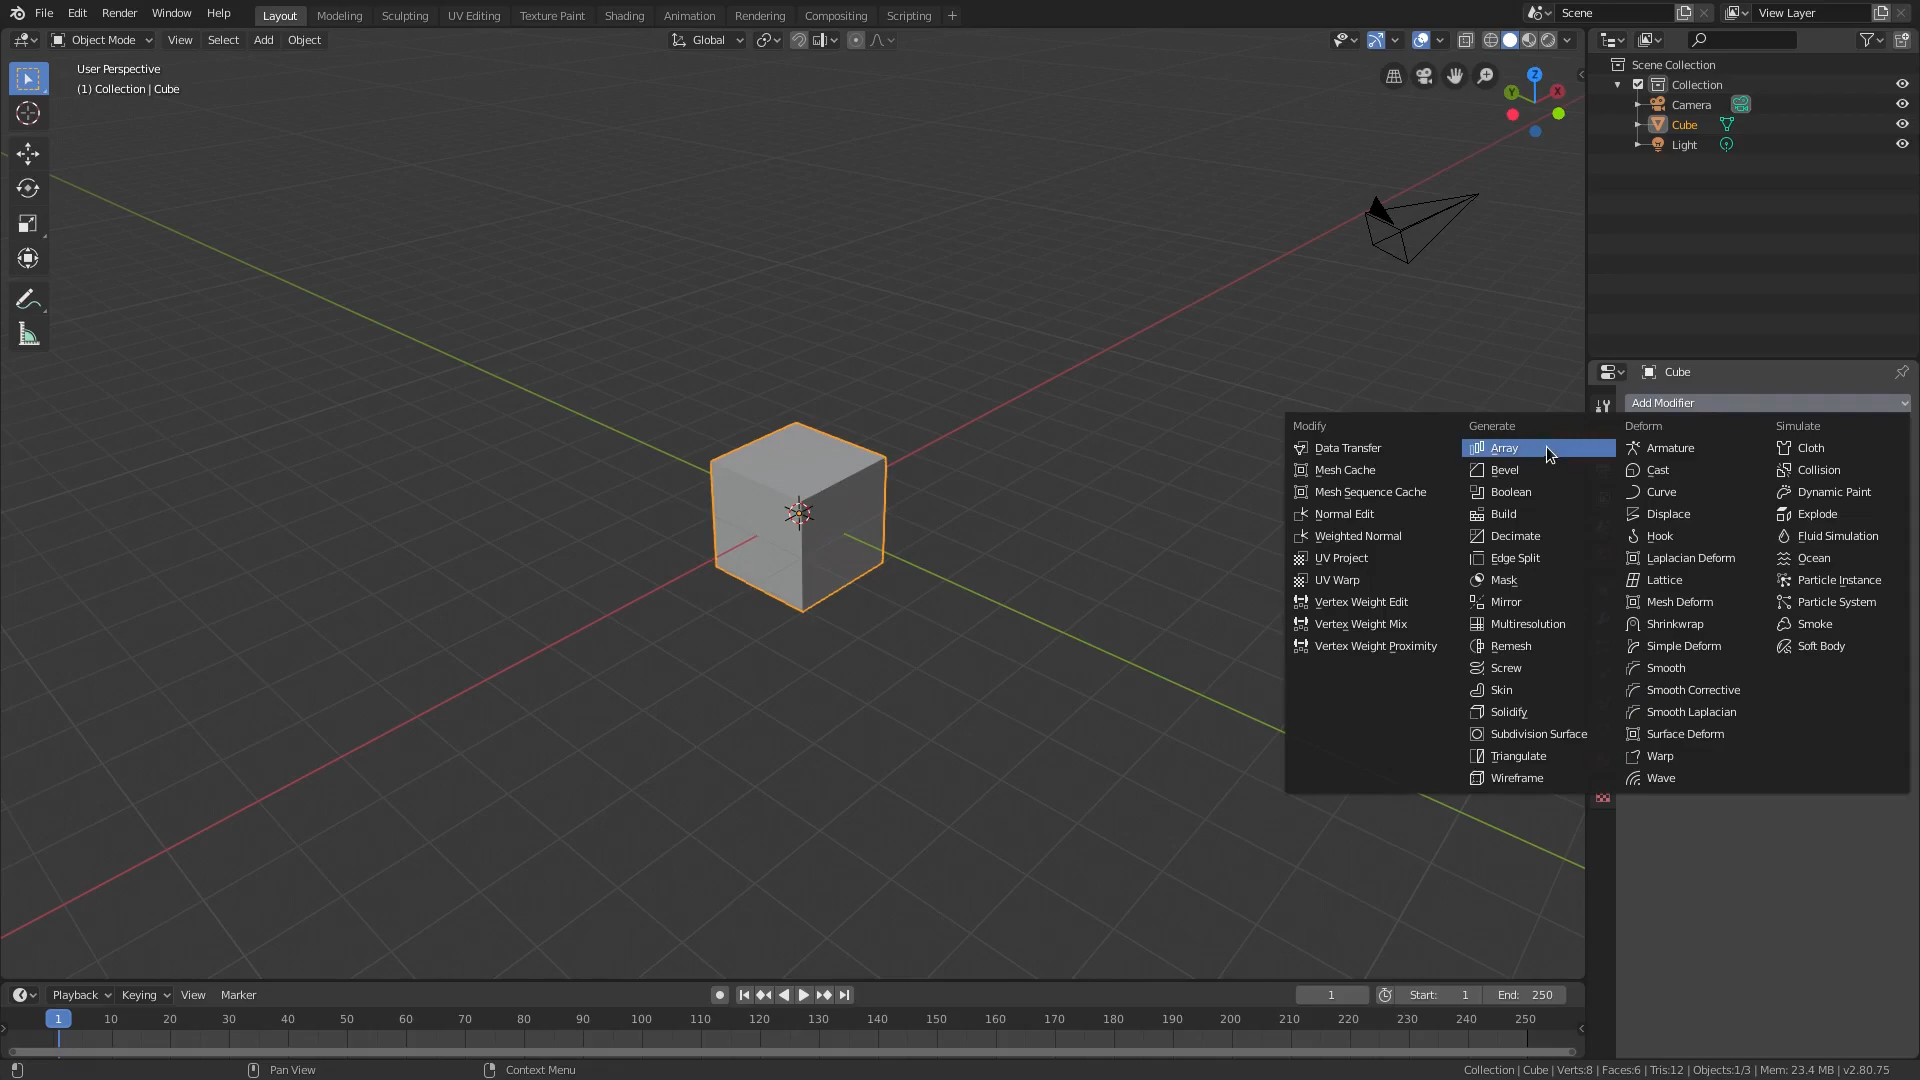 File Edit Render Window Help Layout Modeling Sculpting UV Editing Texture Paint Shading Animation Rendering Compositing Scripting + Scene View Layer
Object Mode View Select Add Object Global
User Perspective
(1) Collection | Cube
Z
Y X
Scene Collection
Collection
Camera
Cube
Light
Cube
Add Modifier
Modify Generate Deform Simulate
Data Transfer Array Armature Cloth
Mesh Cache Bevel Cast Collision
Mesh Sequence Cache Boolean Curve Dynamic Paint
Normal Edit Build Displace Explode
Weighted Normal Decimate Hook Fluid Simulation
UV Project Edge Split Laplacian Deform Ocean
UV Warp Mask Lattice Particle Instance
Vertex Weight Edit Mirror Mesh Deform Particle System
Vertex Weight Mix Multiresolution Shrinkwrap Smoke
Vertex Weight Proximity Remesh Simple Deform Soft Body
Screw Smooth
Skin Smooth Corrective
Solidify Smooth Laplacian
Subdivision Surface Surface Deform
Triangulate Warp
Wireframe Wave
Playback Keying View Marker 1 Start: 1 End: 250
1 10 20 30 40 50 60 70 80 90 100 110 120 130 140 150 160 170 180 190 200 210 220 230 240 250
Pan View Context Menu Collection | Cube | Verts:8 | Faces:6 | Tris:12 | Objects:1/3 | Mem: 23.4 MB | v2.80.75